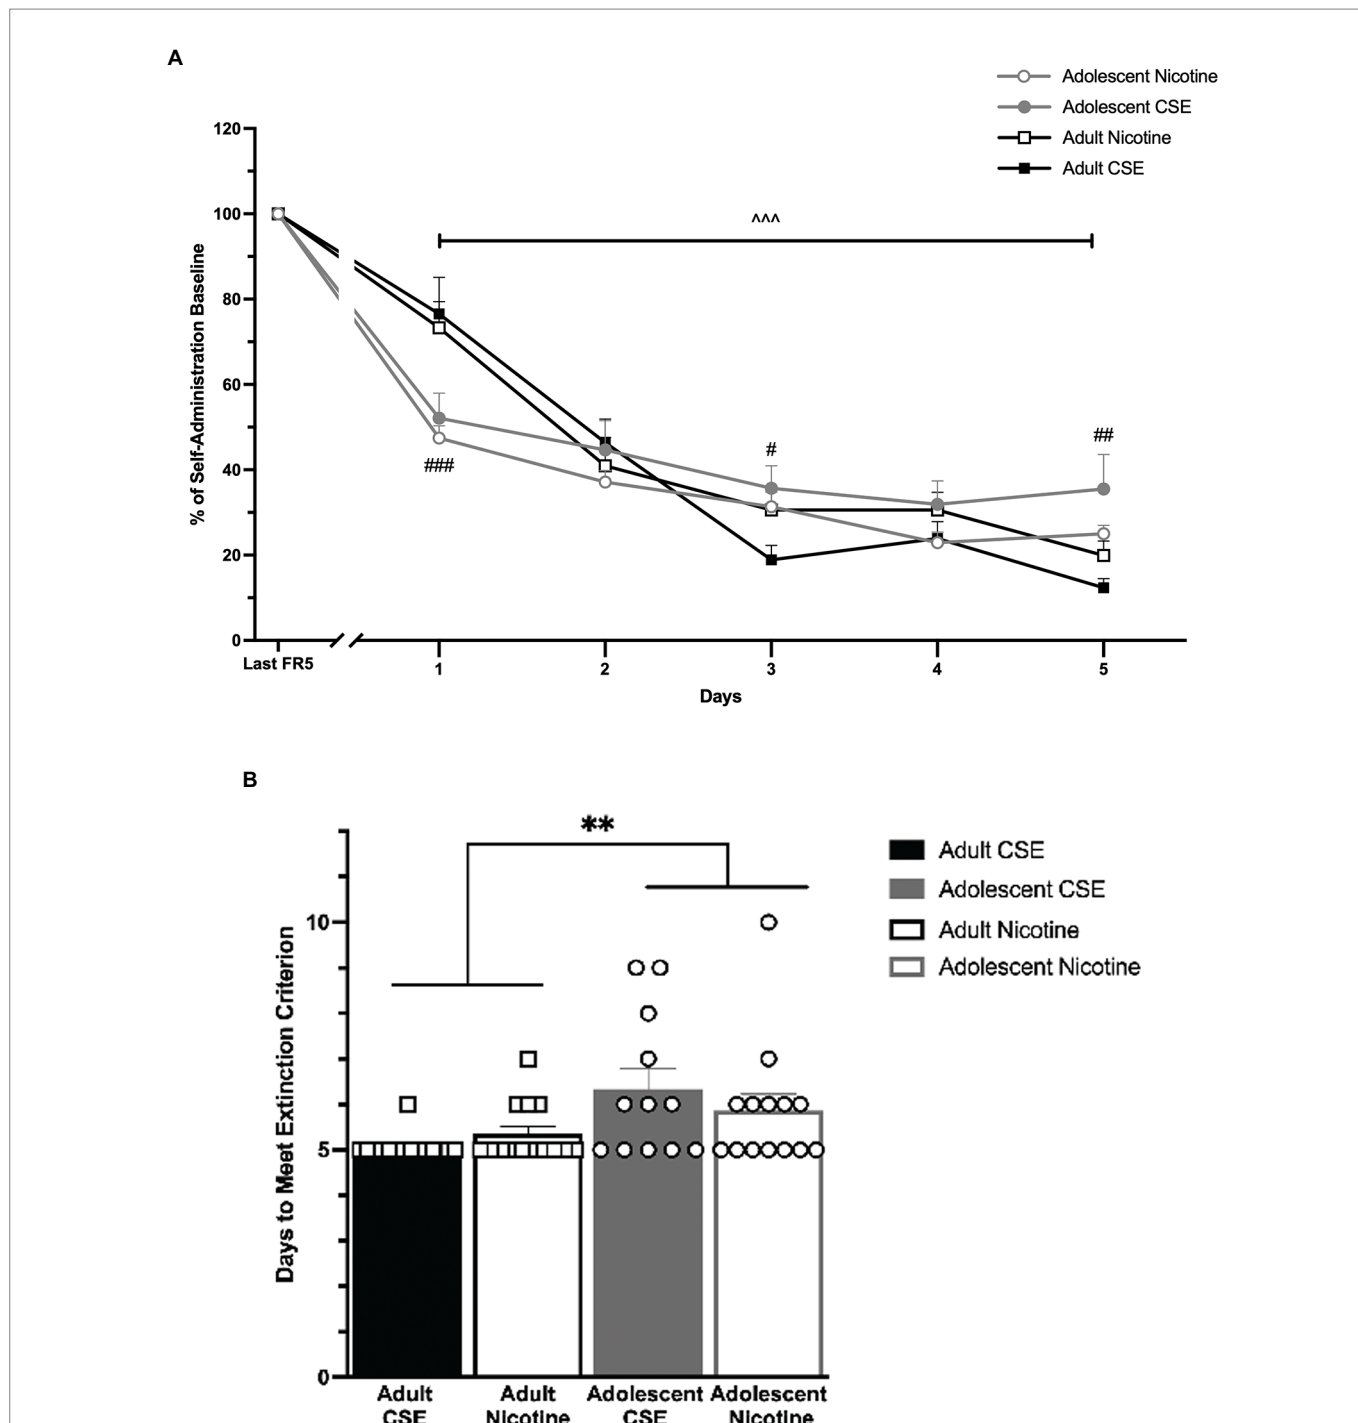 A
Adolescent Nicotine
Adolescent CSE
Adult Nicotine
Adult CSE
% of Self-Administration Baseline
120
100
80
60
40
20
0
^^^
###
#
##
Last FR5
1
2
3
4
5
Days
B
**
Adult CSE
Adolescent CSE
Adult Nicotine
Adolescent Nicotine
Days to Meet Extinction Criterion
10
5
0
Adult CSE
Adult Nicotine
Adolescent CSE
Adolescent Nicotine